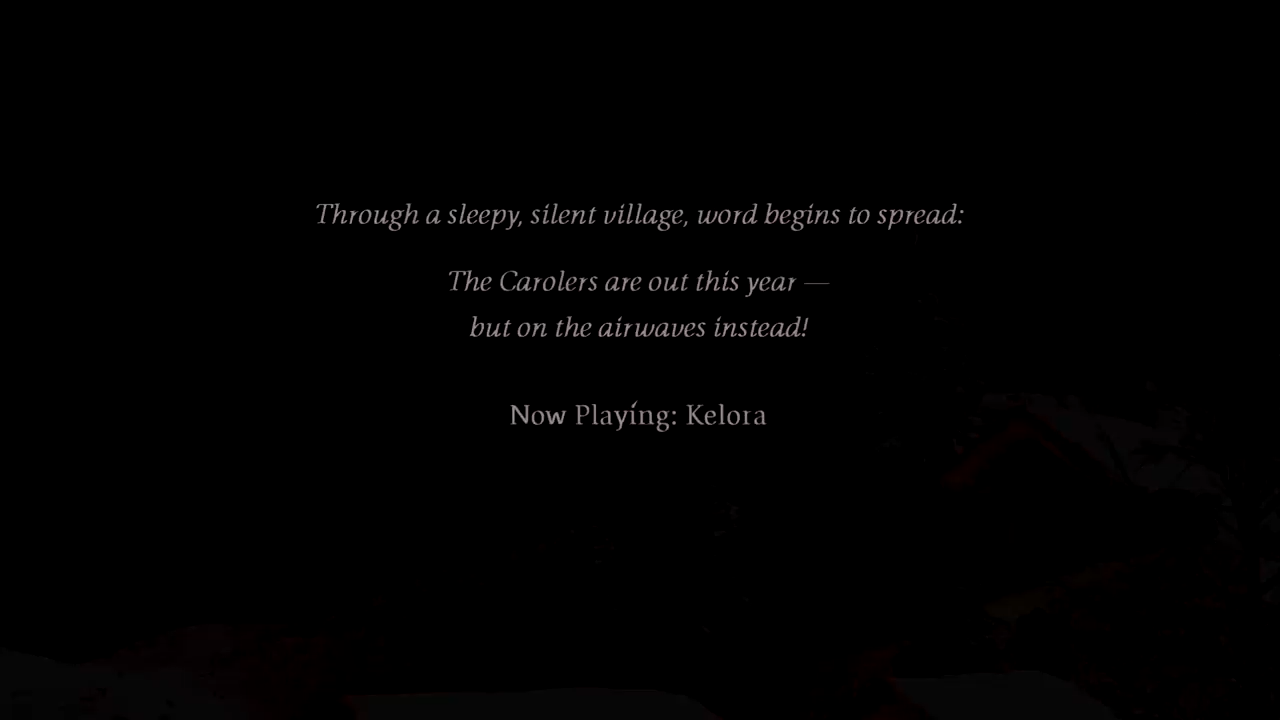 Through a sleepy, silent village, word begins to spread:
The Carolers are out this year —
but on the airwaves instead!
Now Playing: Kelora